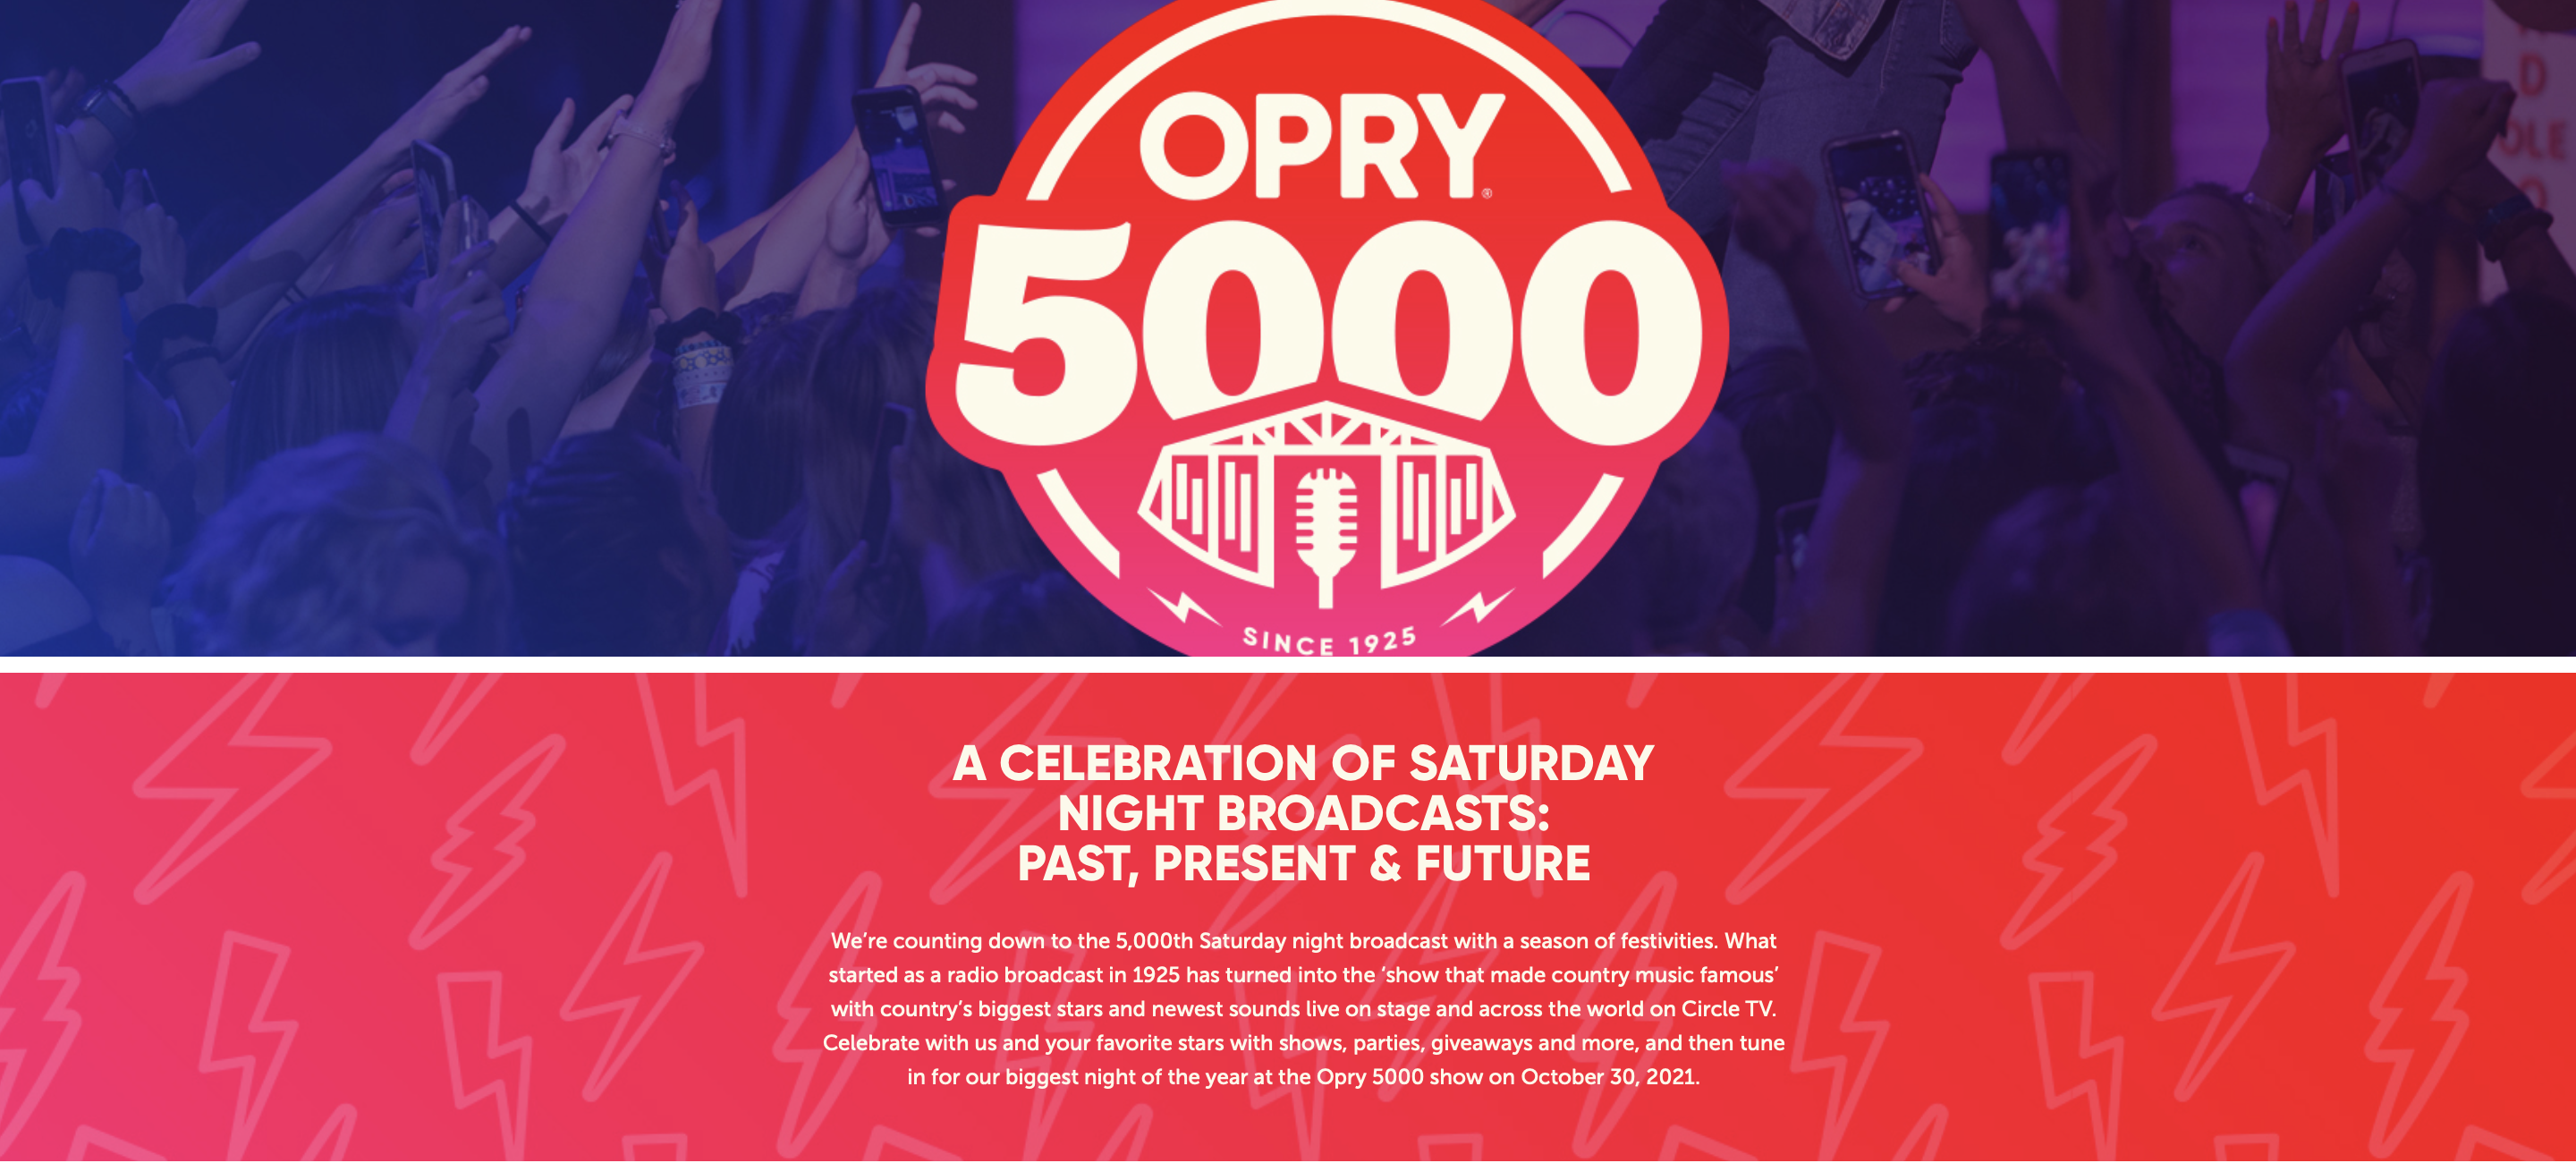 OPRY®
5000
SINCE 1925
A CELEBRATION OF SATURDAY
NIGHT BROADCASTS:
PAST, PRESENT & FUTURE
We’re counting down to the 5,000th Saturday night broadcast with a season of festivities. What
started as a radio broadcast in 1925 has turned into the ‘show that made country music famous’
with country’s biggest stars and newest sounds live on stage and across the world on Circle TV.
Celebrate with us and your favorite stars with shows, parties, giveaways and more, and then tune
in for our biggest night of the year at the Opry 5000 show on October 30, 2021.